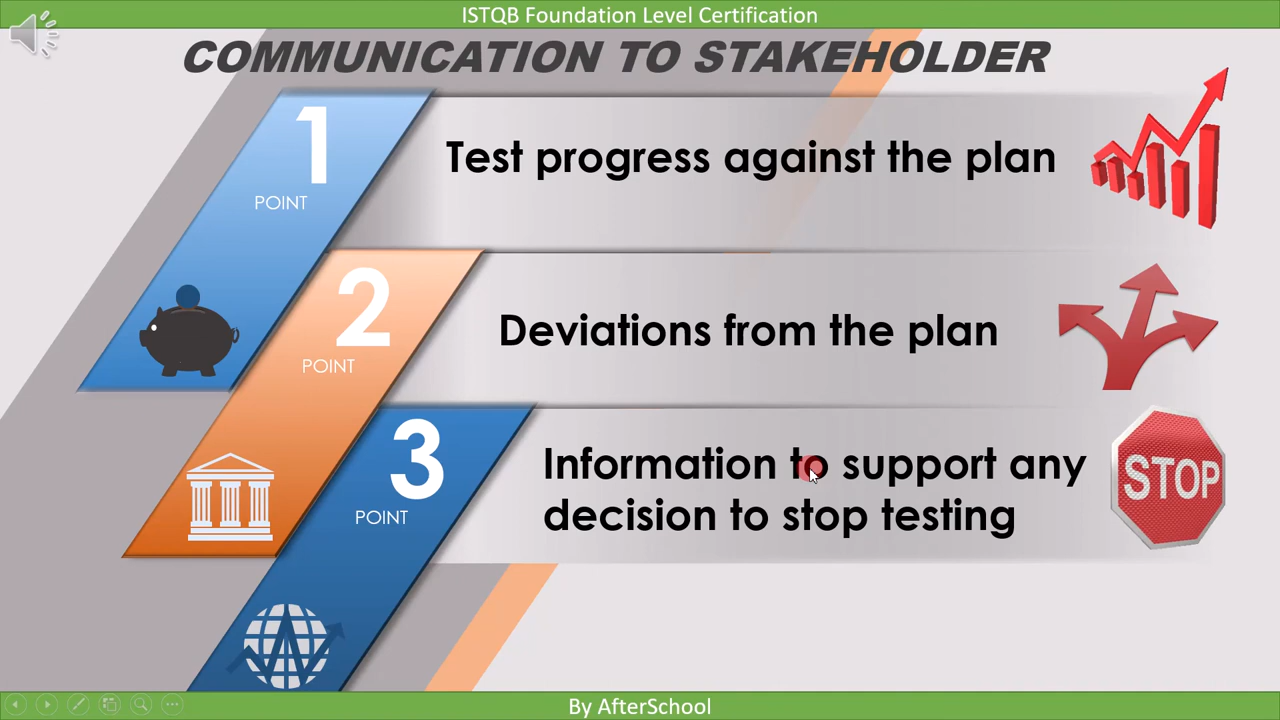 ISTQB Foundation Level Certification
COMMUNICATION TO STAKEHOLDER
1
POINT
Test progress against the plan
2
POINT
Deviations from the plan
3
POINT
Information to support any
decision to stop testing
STOP
By AfterSchool